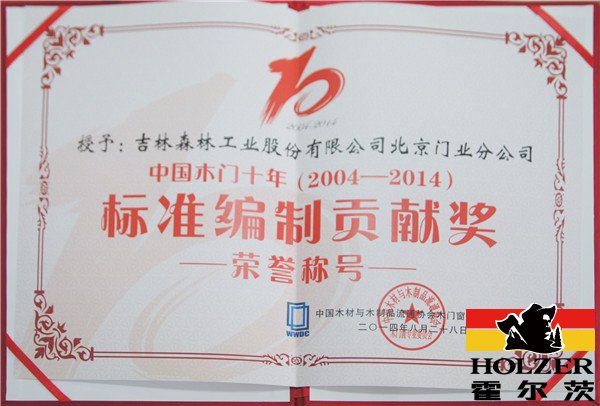 10
2004-2014
授予：吉林森林工业股份有限公司北京门业分公司
中国木门十年（2004—2014）
标准编制贡献奖
—荣誉称号—
WWDC
中国木材与木制品流通协会木门窗
二〇一四年八月二十八日
HOLZER
霍尔茨